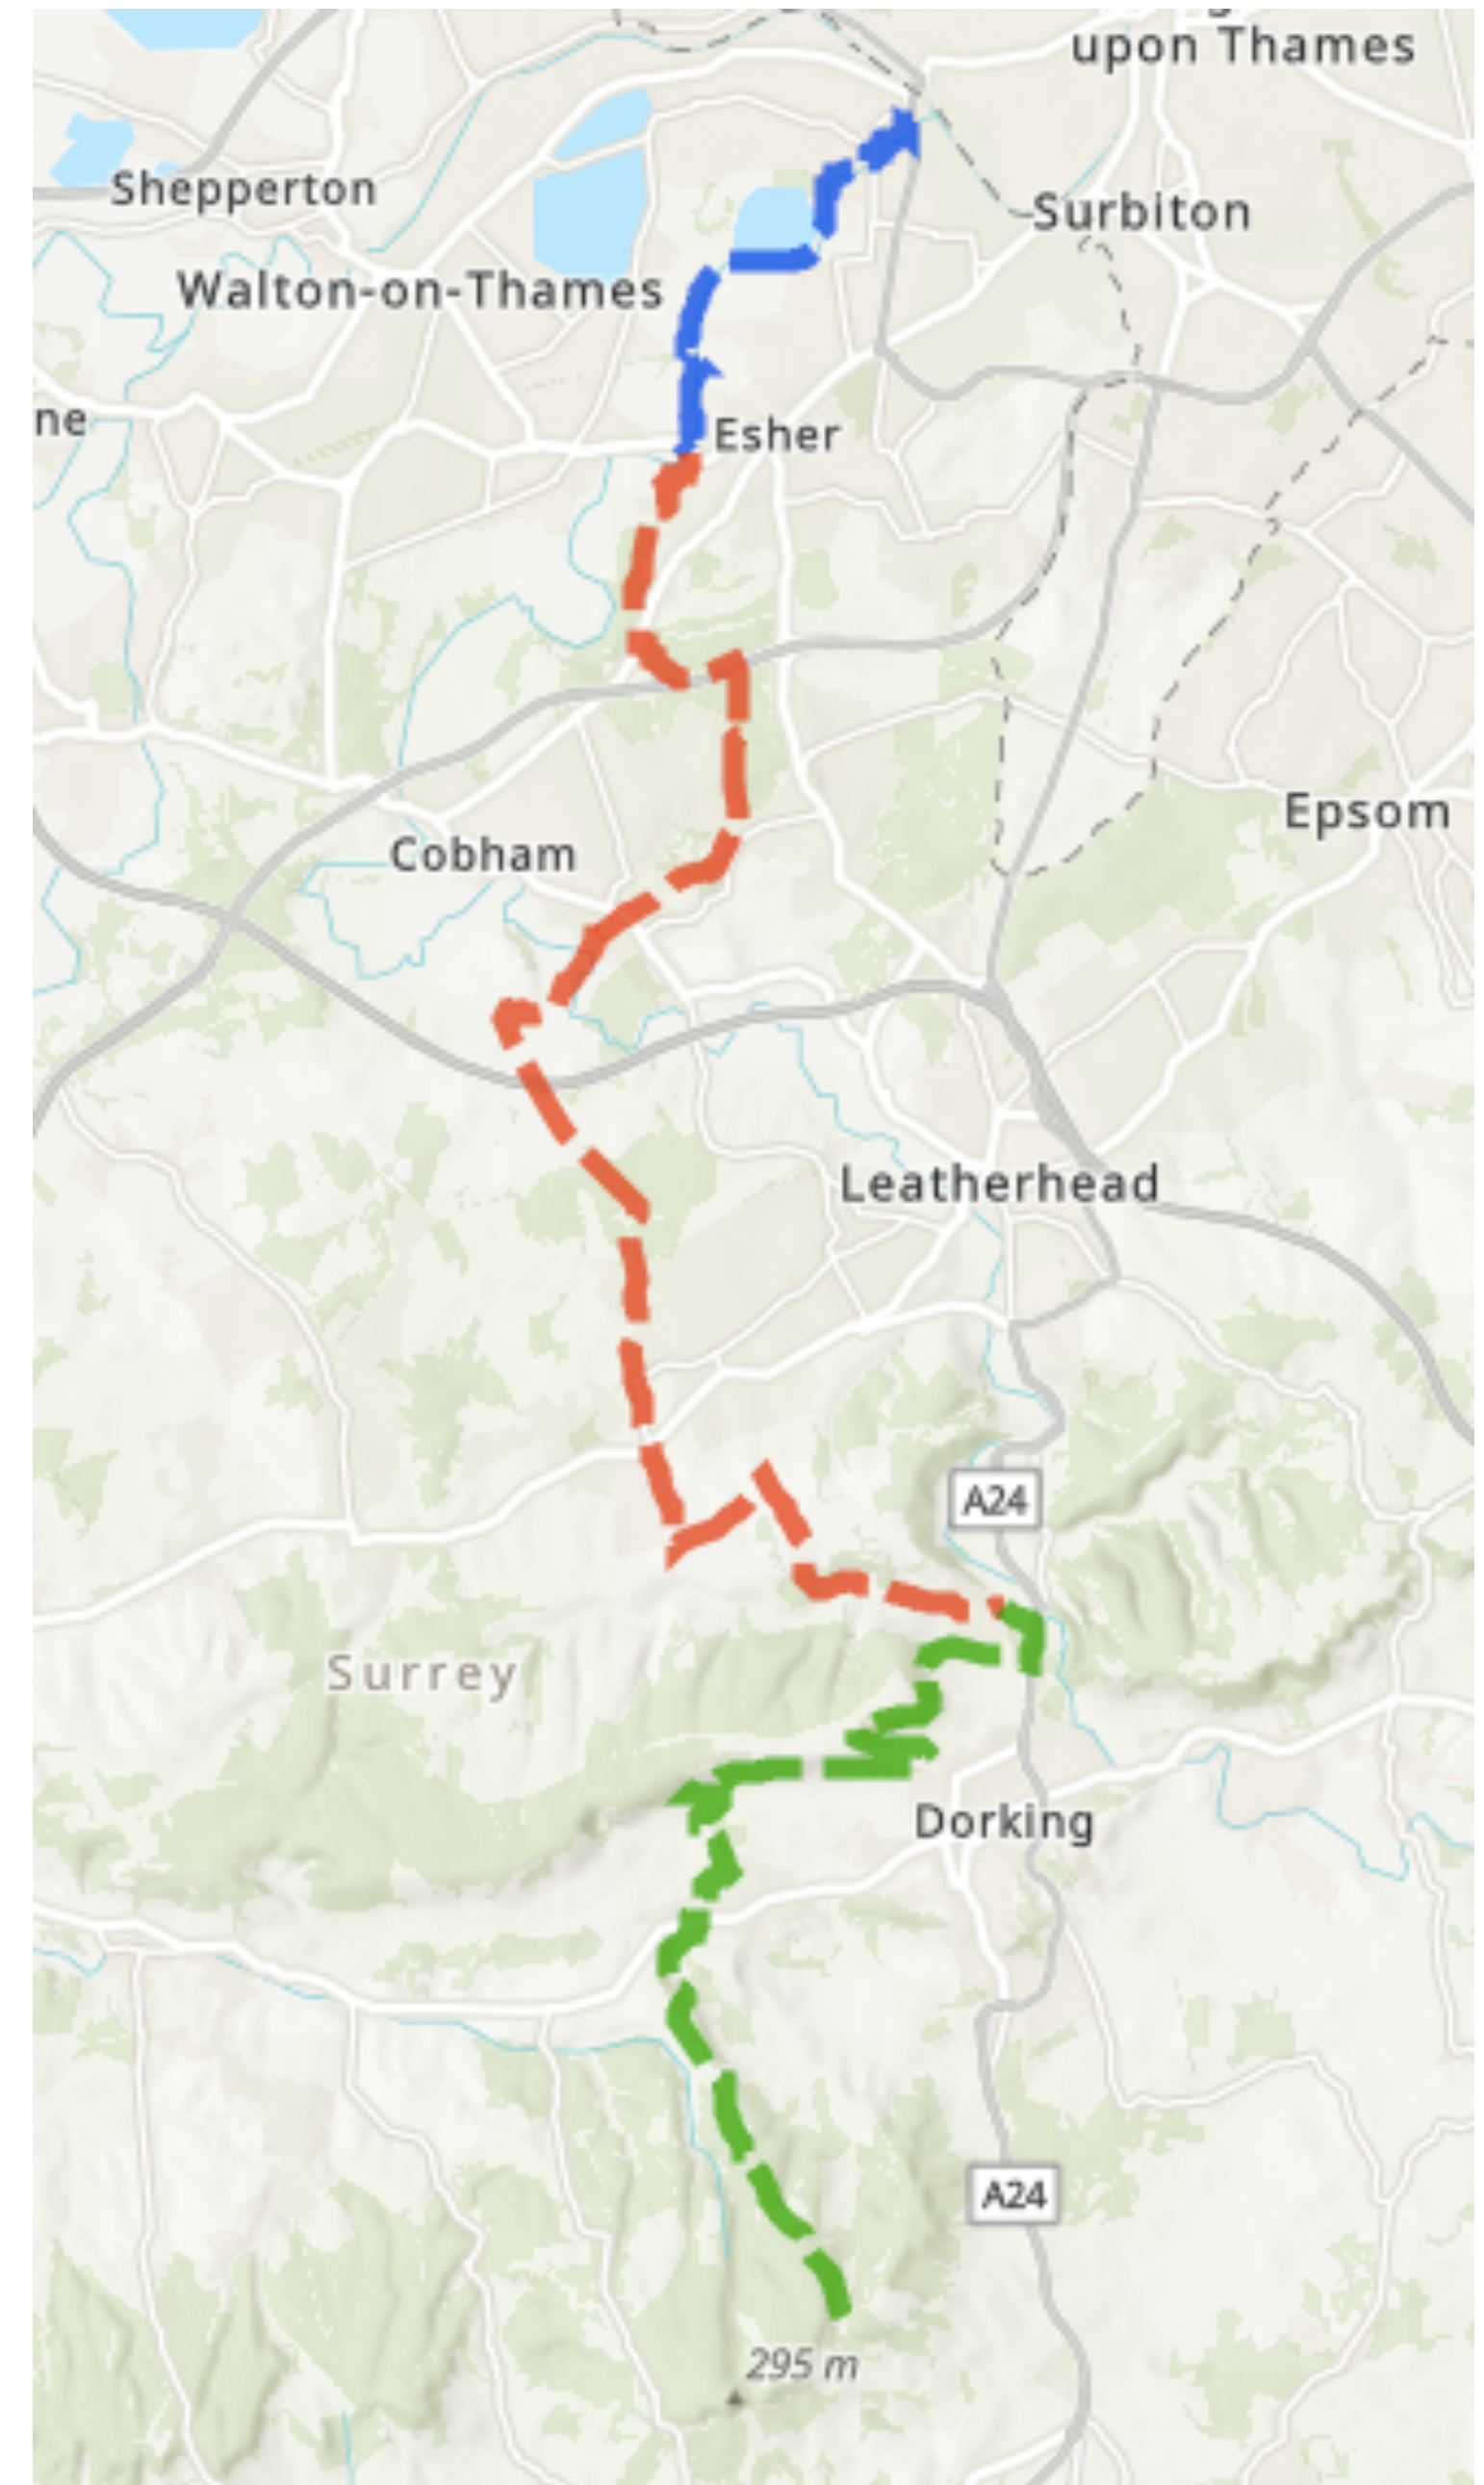 upon Thames
Shepperton
Surbiton
Walton-on-Thames
ne
Esher
Epsom
Cobham
Leatherhead
A24
Surrey
Dorking
A24
295 m